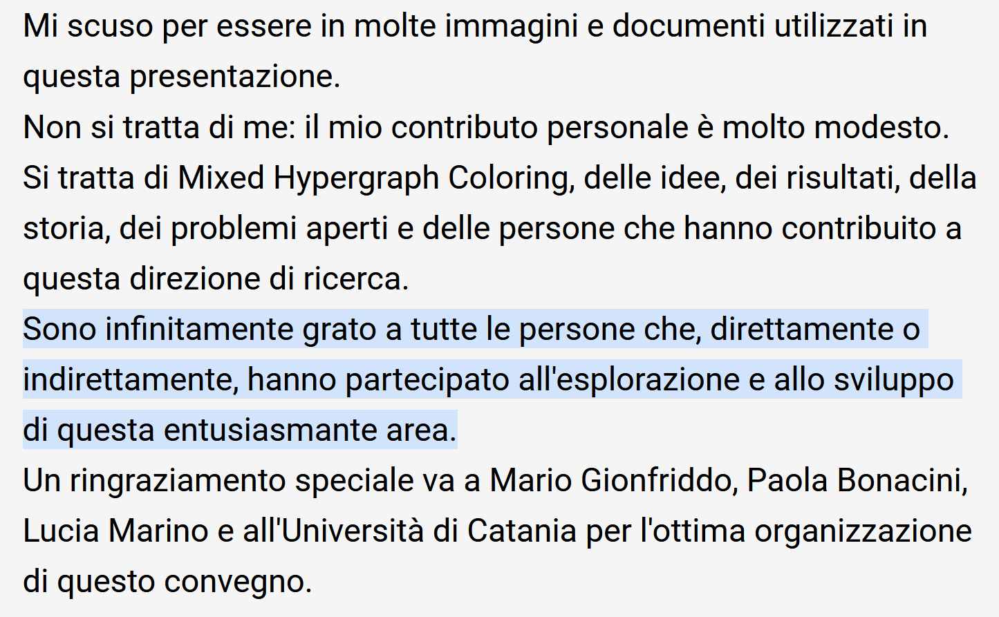 Mi scuso per essere in molte immagini e documenti utilizzati in
questa presentazione.
Non si tratta di me: il mio contributo personale è molto modesto.
Si tratta di Mixed Hypergraph Coloring, delle idee, dei risultati, della
storia, dei problemi aperti e delle persone che hanno contribuito a
questa direzione di ricerca.
Sono infinitamente grato a tutte le persone che, direttamente o
indirettamente, hanno partecipato all'esplorazione e allo sviluppo
di questa entusiasmante area.
Un ringraziamento speciale va a Mario Gionfriddo, Paola Bonacini,
Lucia Marino e all'Università di Catania per l'ottima organizzazione
di questo convegno.